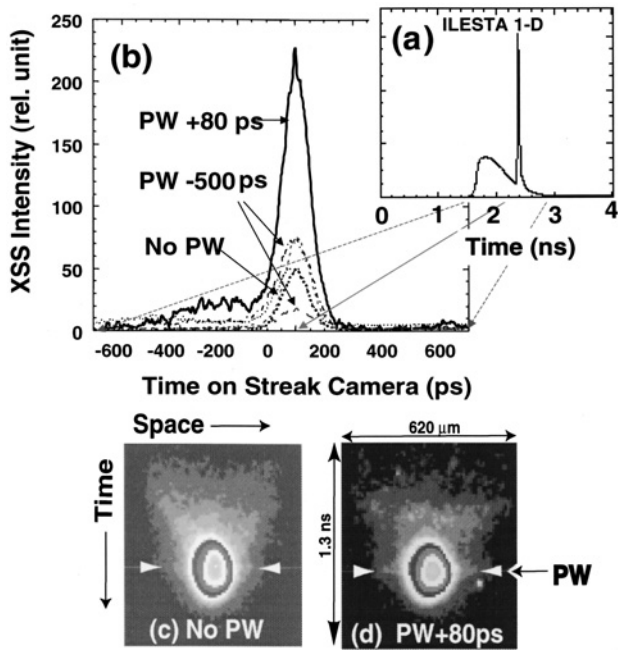 (b)
(a)
ILESTA 1-D
XSS Intensity (rel. unit)
250
200
150
100
50
0
PW +80 ps
PW -500 ps
No PW
0 1 2 3 4
Time (ns)
-600 -400 -200 0 200 400 600
Time on Streak Camera (ps)
Space
Time
620 μm
1.3 ns
PW
(c) No PW
(d) PW+80ps